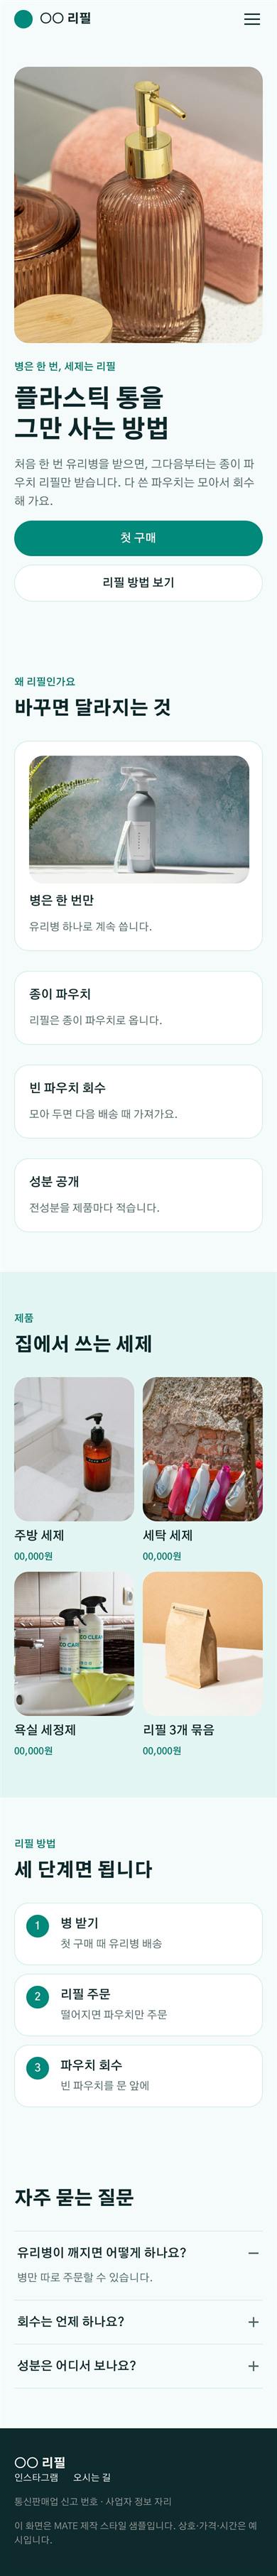 ○○ 리필
병은 한 번, 세제는 리필
플라스틱 통을
그만 사는 방법
처음 한 번 유리병을 받으면, 그다음부터는 종이 파
우치 리필만 받습니다. 다 쓴 파우치는 모아서 회수
해 가요.
첫 구매
리필 방법 보기
왜 리필인가요
바꾸면 달라지는 것
병은 한 번만
유리병 하나로 계속 씁니다.
종이 파우치
리필은 종이 파우치로 옵니다.
빈 파우치 회수
모아 두면 다음 배송 때 가져가요.
성분 공개
전성분을 제품마다 적습니다.
제품
집에서 쓰는 세제
주방 세제
00,000원
세탁 세제
00,000원
욕실 세정제
00,000원
리필 3개 묶음
00,000원
리필 방법
세 단계면 됩니다
1
병 받기
첫 구매 때 유리병 배송
2
리필 주문
떨어지면 파우치만 주문
3
파우치 회수
빈 파우치를 문 앞에
자주 묻는 질문
유리병이 깨지면 어떻게 하나요?
병만 따로 주문할 수 있습니다.
회수는 언제 하나요?
성분은 어디서 보나요?
○○ 리필
인스타그램 오시는 길
통신판매업 신고 번호 · 사업자 정보 자리
이 화면은 MATE 제작 스타일 샘플입니다. 상호·가격·시간은 예
시입니다.